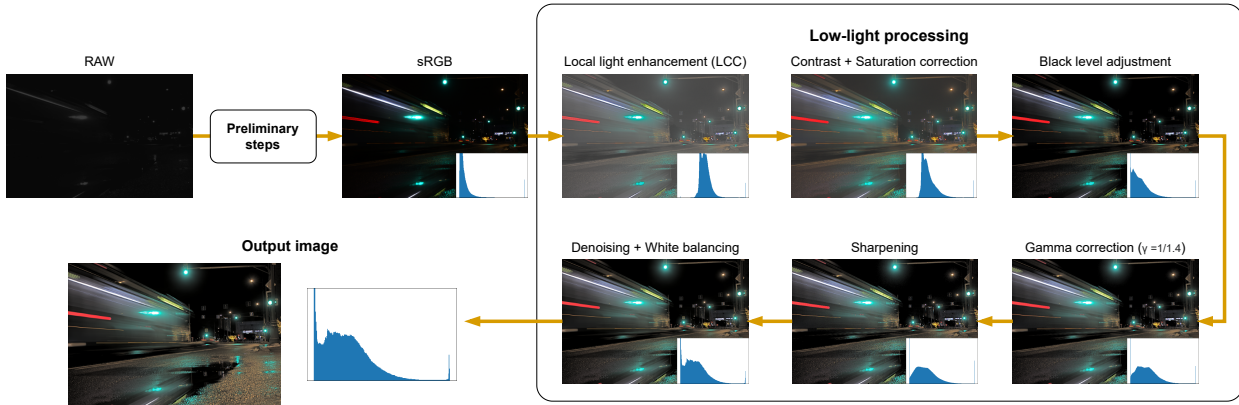 Low-light processing
RAW
sRGB
Local light enhancement (LCC)
Contrast + Saturation correction
Black level adjustment
Preliminary
steps
Output image
Denoising + White balancing
Sharpening
Gamma correction (γ =1/1.4)